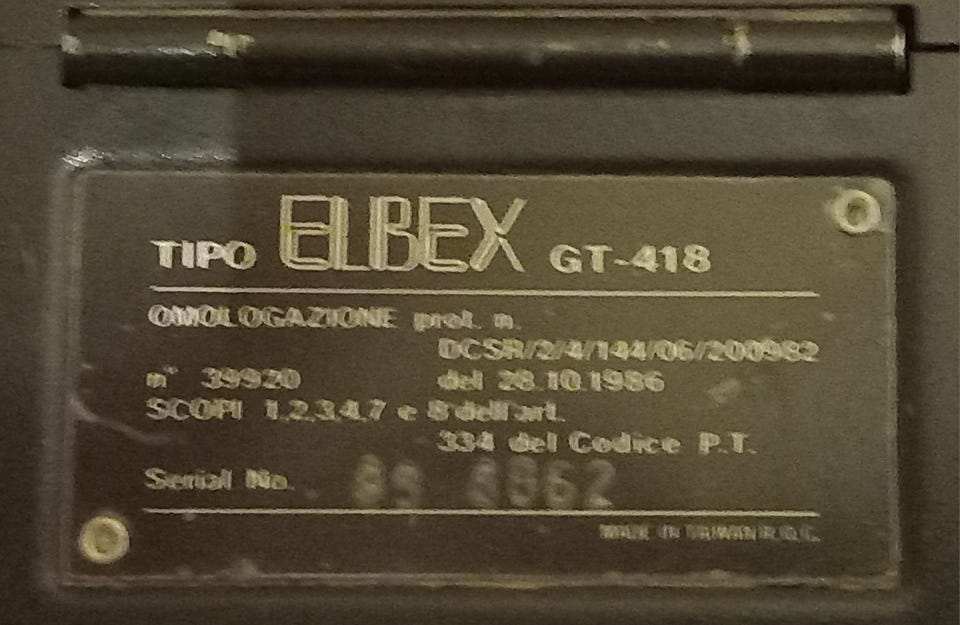 TIPO ELBEX GT-418
OMOLOGAZIONE prot. n.
DCSR/2/4/144/06/200982
n° 39920 del 28.10.1986
SCOPI 1,2,3,4,7 e 8 dell'art.
334 del Codice P.T.
Serial No.
MADE IN TAIWAN R.O.C.